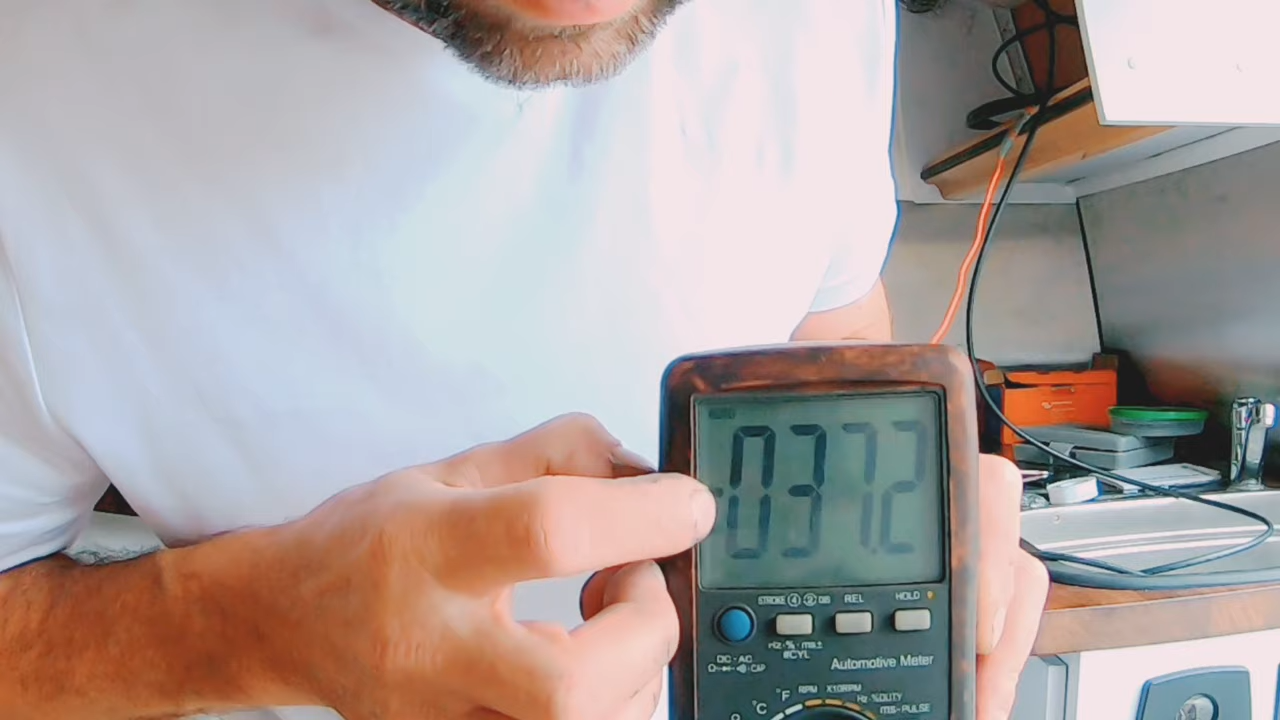 037.2
STROKE ④ ② DIS
REL
HOLD
Hz·%·ms±
#CYL
DC·AC
CAP
Automotive Meter
°F
RPM
X10RPM
Hz·%DUTY
°C
ms-PULSE